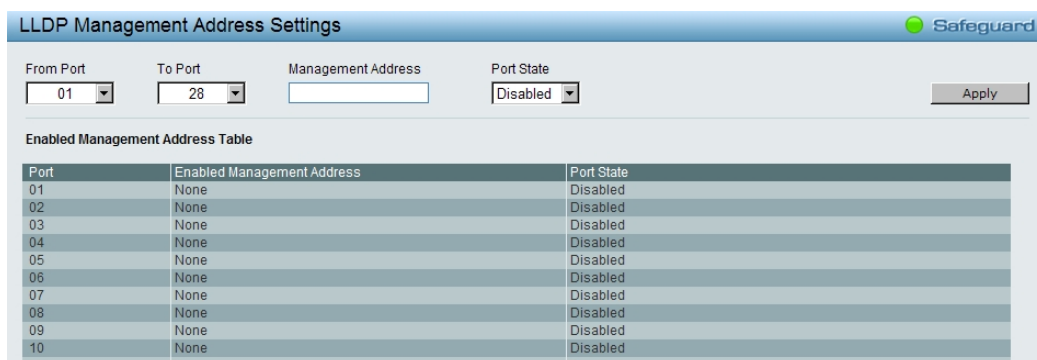 LLDP Management Address Settings Safeguard
From Port To Port Management Address Port State
01 28 Disabled Apply
Enabled Management Address Table
Port Enabled Management Address Port State
01 None Disabled
02 None Disabled
03 None Disabled
04 None Disabled
05 None Disabled
06 None Disabled
07 None Disabled
08 None Disabled
09 None Disabled
10 None Disabled